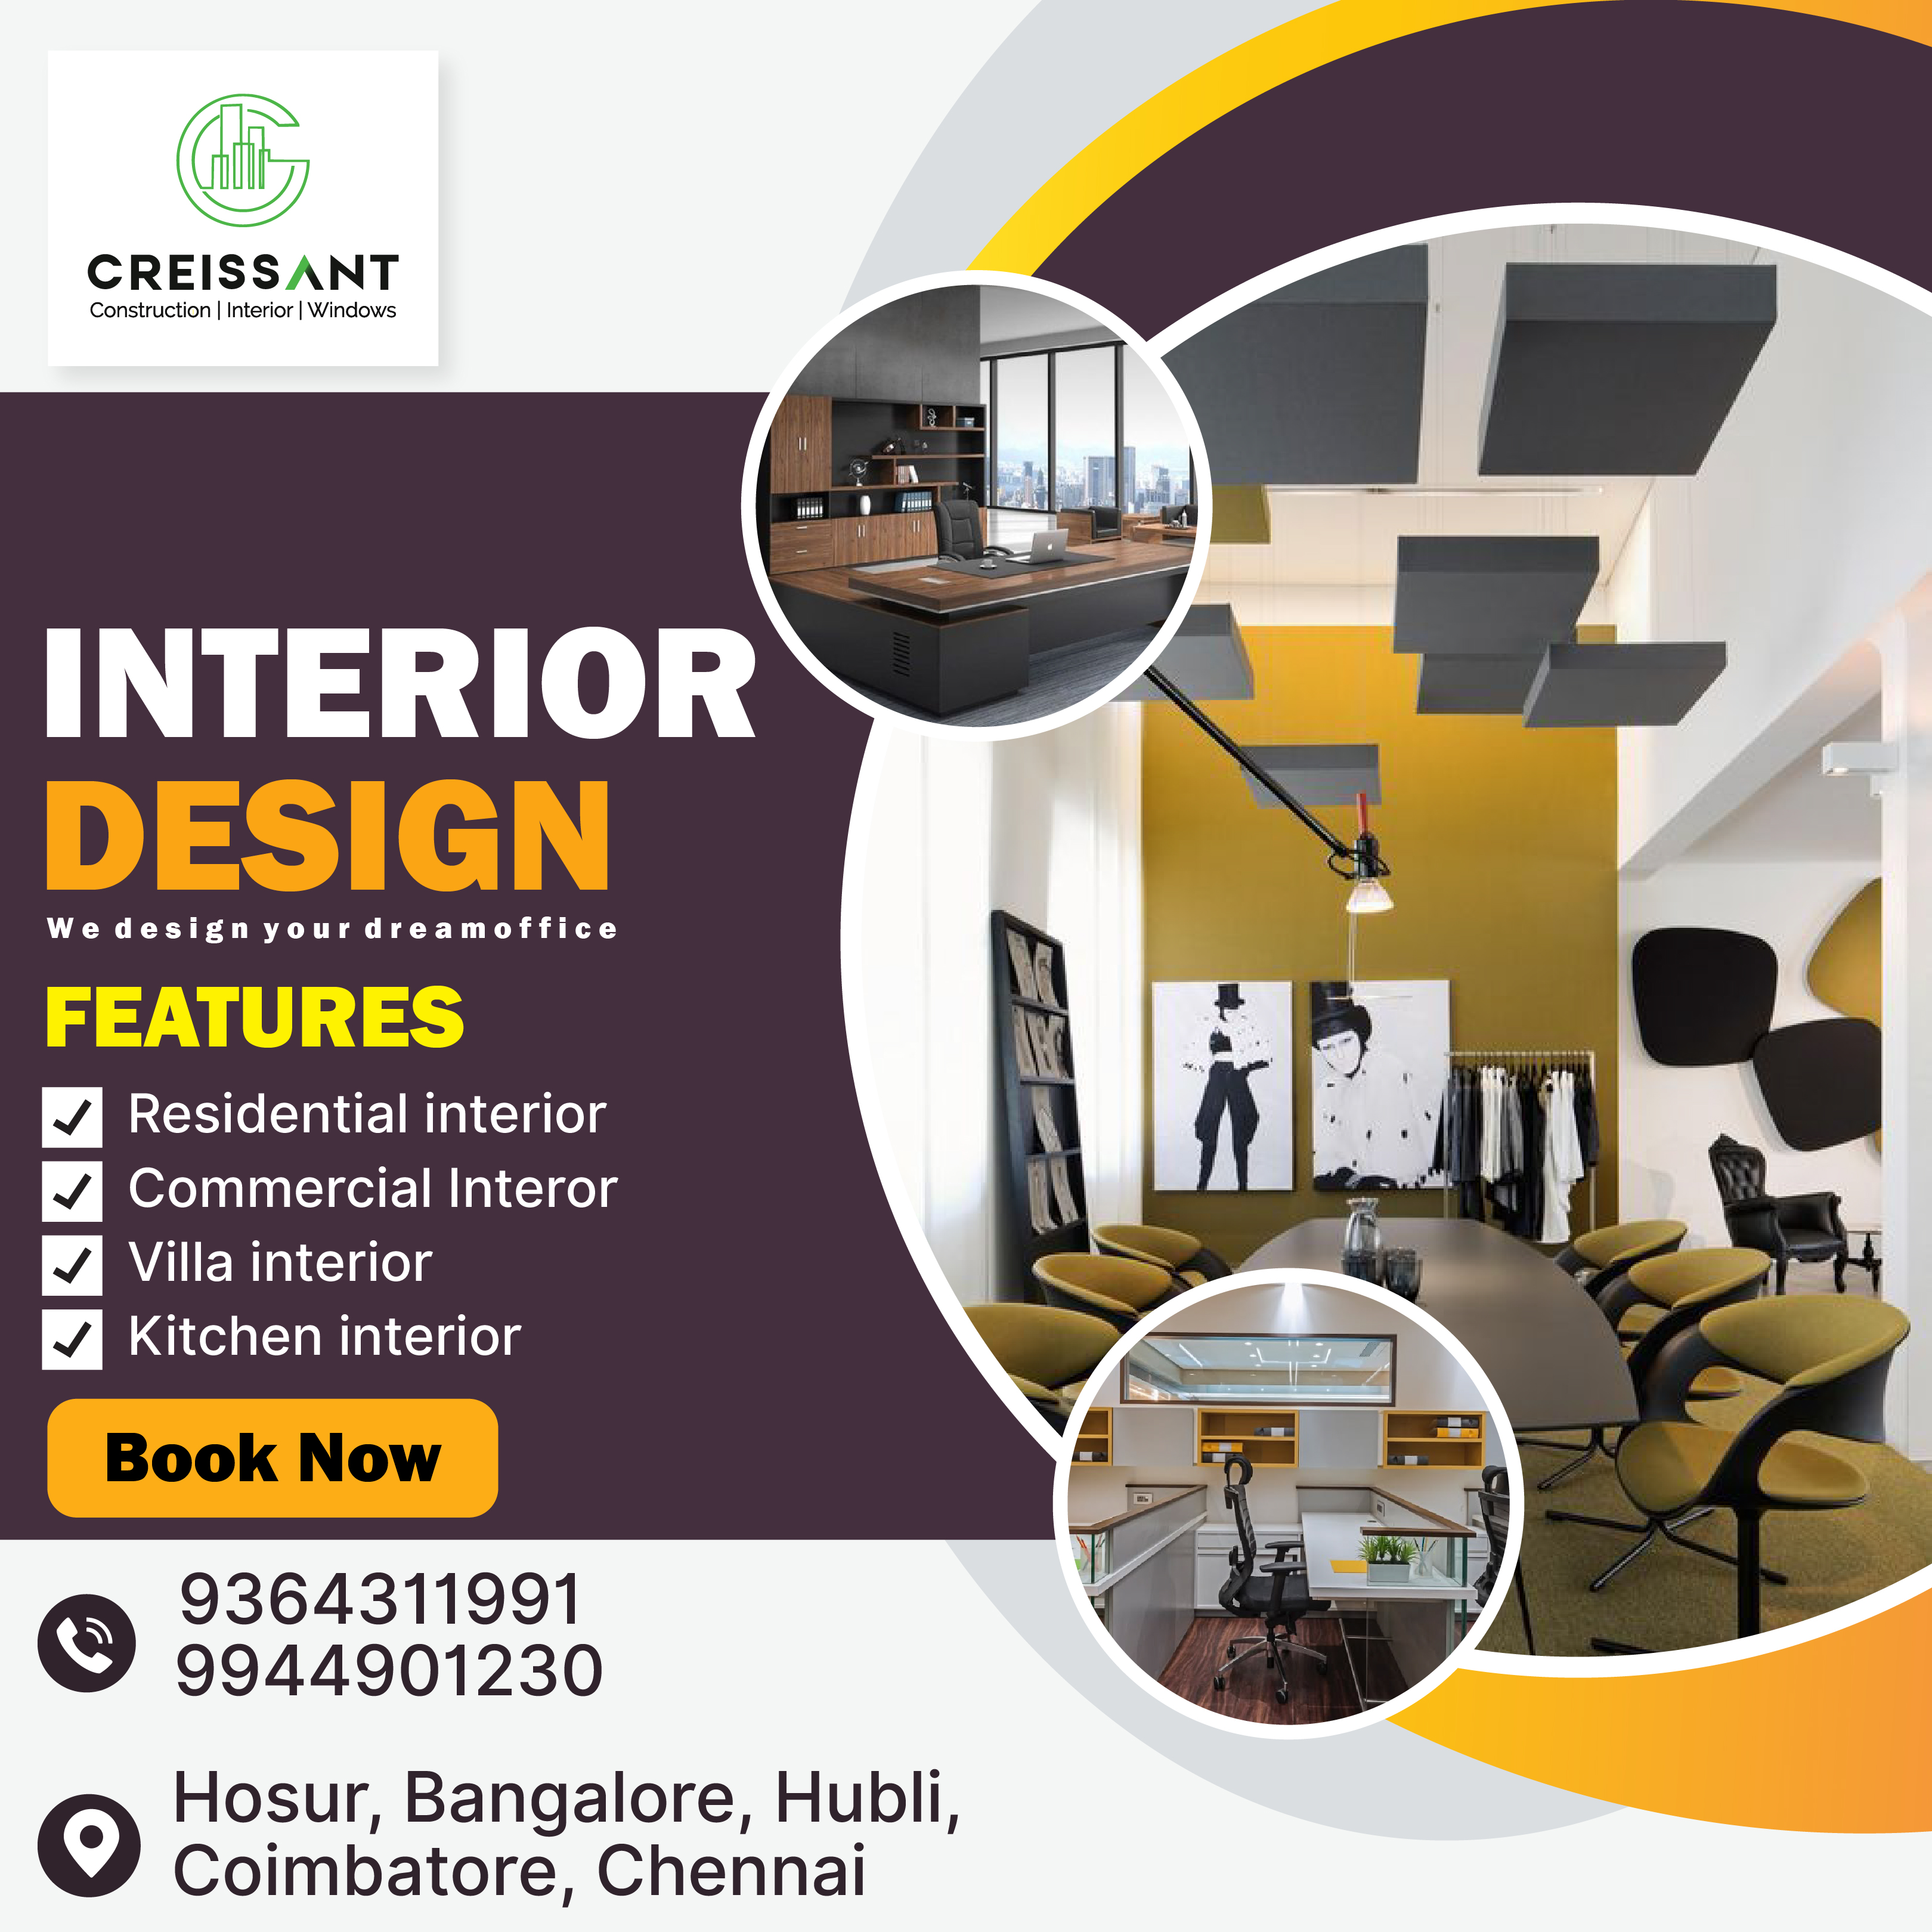 CREISSANT
Construction | Interior | Windows
INTERIOR
DESIGN
We design your dreamoffice
FEATURES
Residential interior
Commercial Interor
Villa interior
Kitchen interior
Book Now
9364311991
9944901230
Hosur, Bangalore, Hubli,
Coimbatore, Chennai